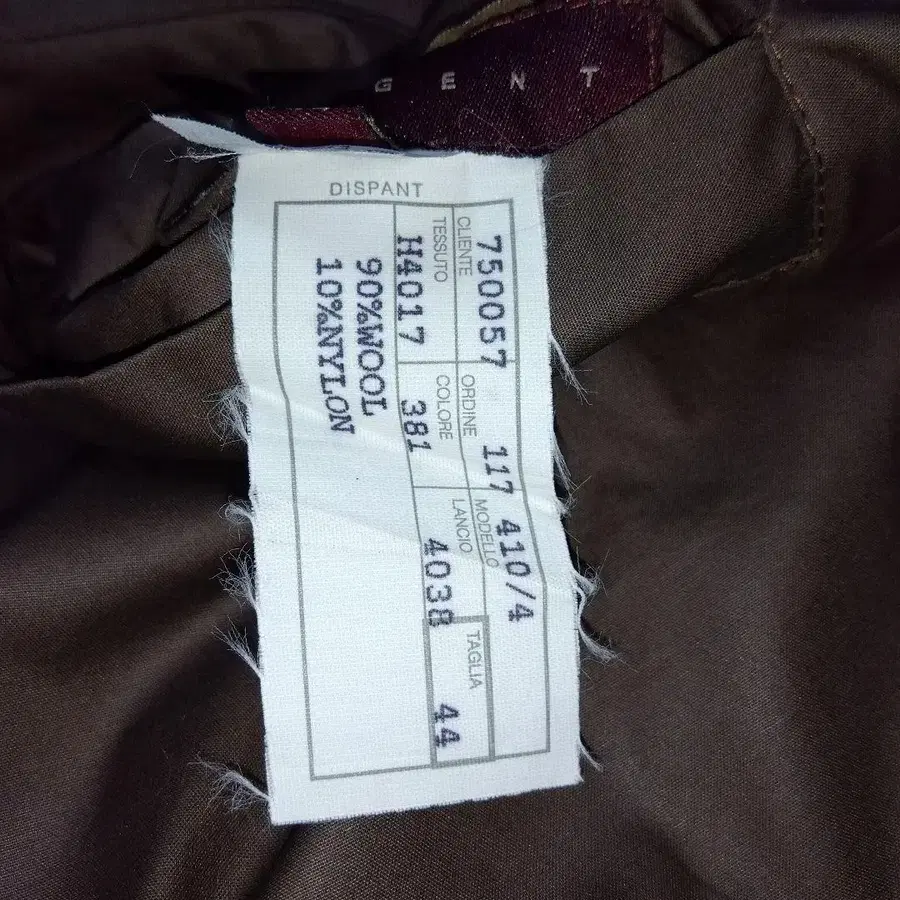 GENT
DISPANT
CLIENTE 750057 ORDINE 117 MODELLO 410/4
TESSUTO H4017 COLORE 381 LANCIO 4038 TAGLIA 44
90%WOOL
10%NYLON